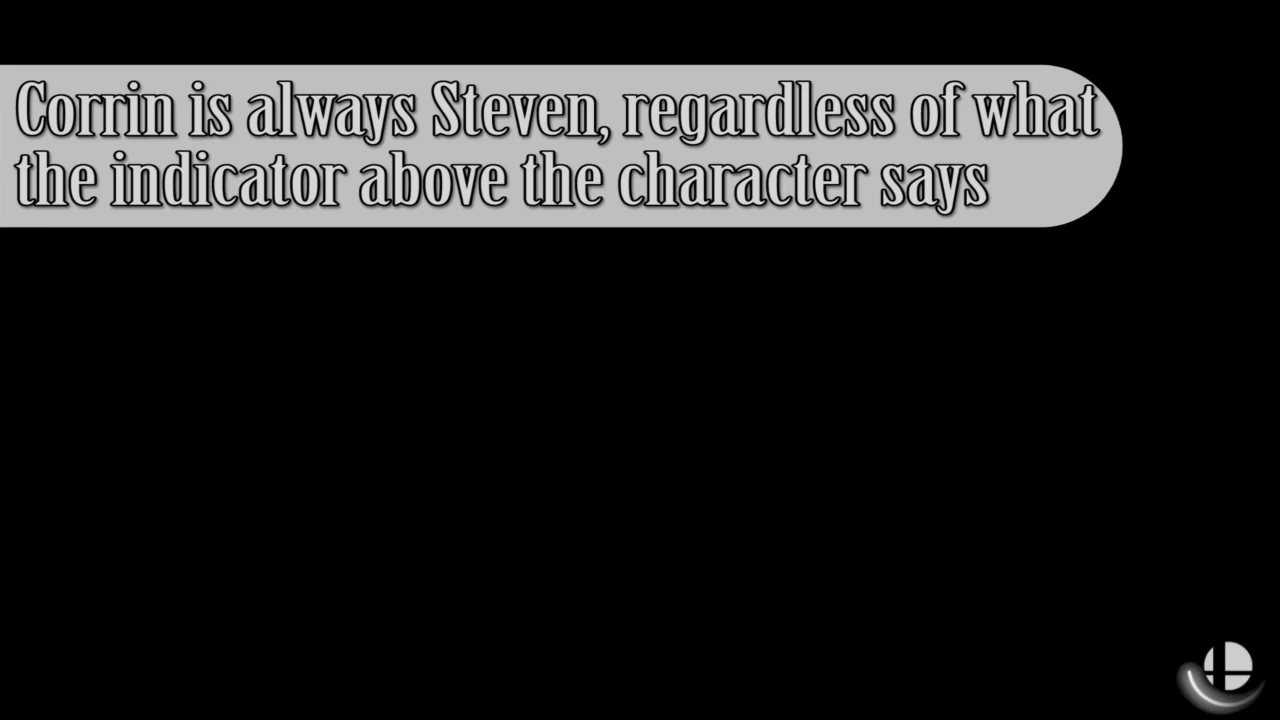 Corrin is always Steven, regardless of what
the indicator above the character says